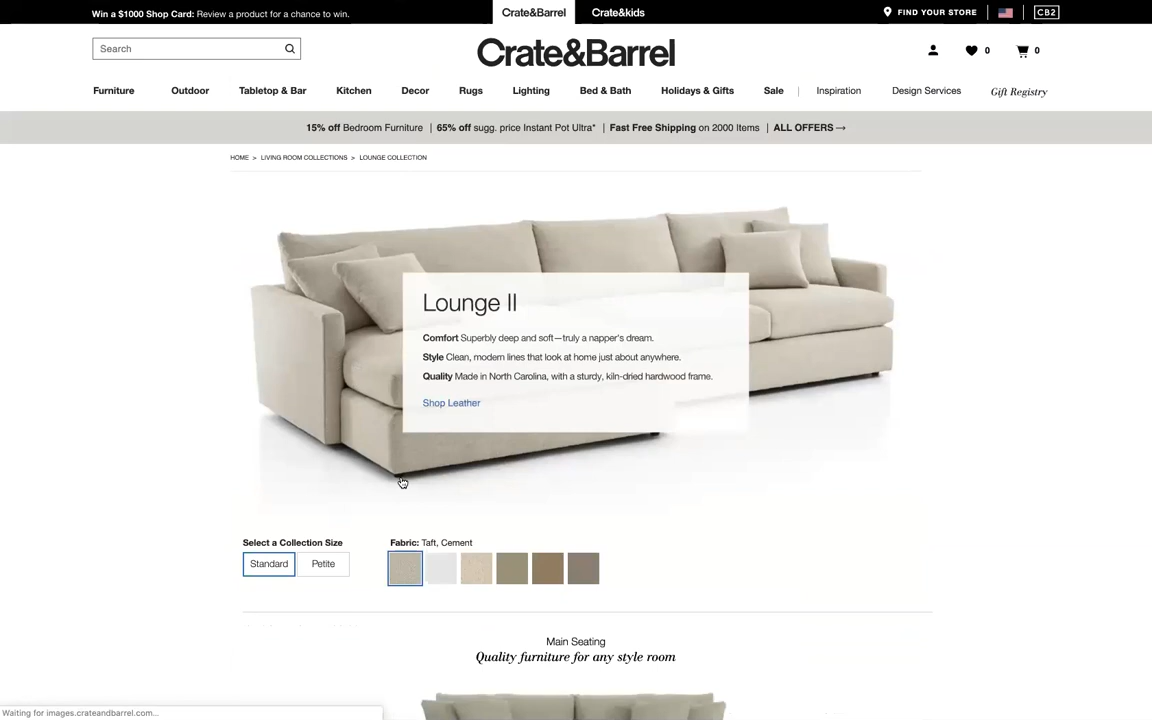 Win a $1000 Shop Card: Review a product for a chance to win.
Crate&Barrel
Crate&kids
FIND YOUR STORE
CB2
Search
Crate&Barrel
0
0
Furniture
Outdoor
Tabletop & Bar
Kitchen
Decor
Rugs
Lighting
Bed & Bath
Holidays & Gifts
Sale
Inspiration
Design Services
Gift Registry
15% off Bedroom Furniture | 65% off sugg. price Instant Pot Ultra* | Fast Free Shipping on 2000 Items | ALL OFFERS→
HOME > LIVING ROOM COLLECTIONS > LOUNGE COLLECTION
Lounge II
Comfort Superbly deep and soft—truly a napper's dream.
Style Clean, modern lines that look at home just about anywhere.
Quality Made in North Carolina, with a sturdy, kiln-dried hardwood frame.
Shop Leather
Select a Collection Size
Standard
Petite
Fabric: Taft, Cement
Main Seating
Quality furniture for any style room
Waiting for images.crateandbarrel.com...